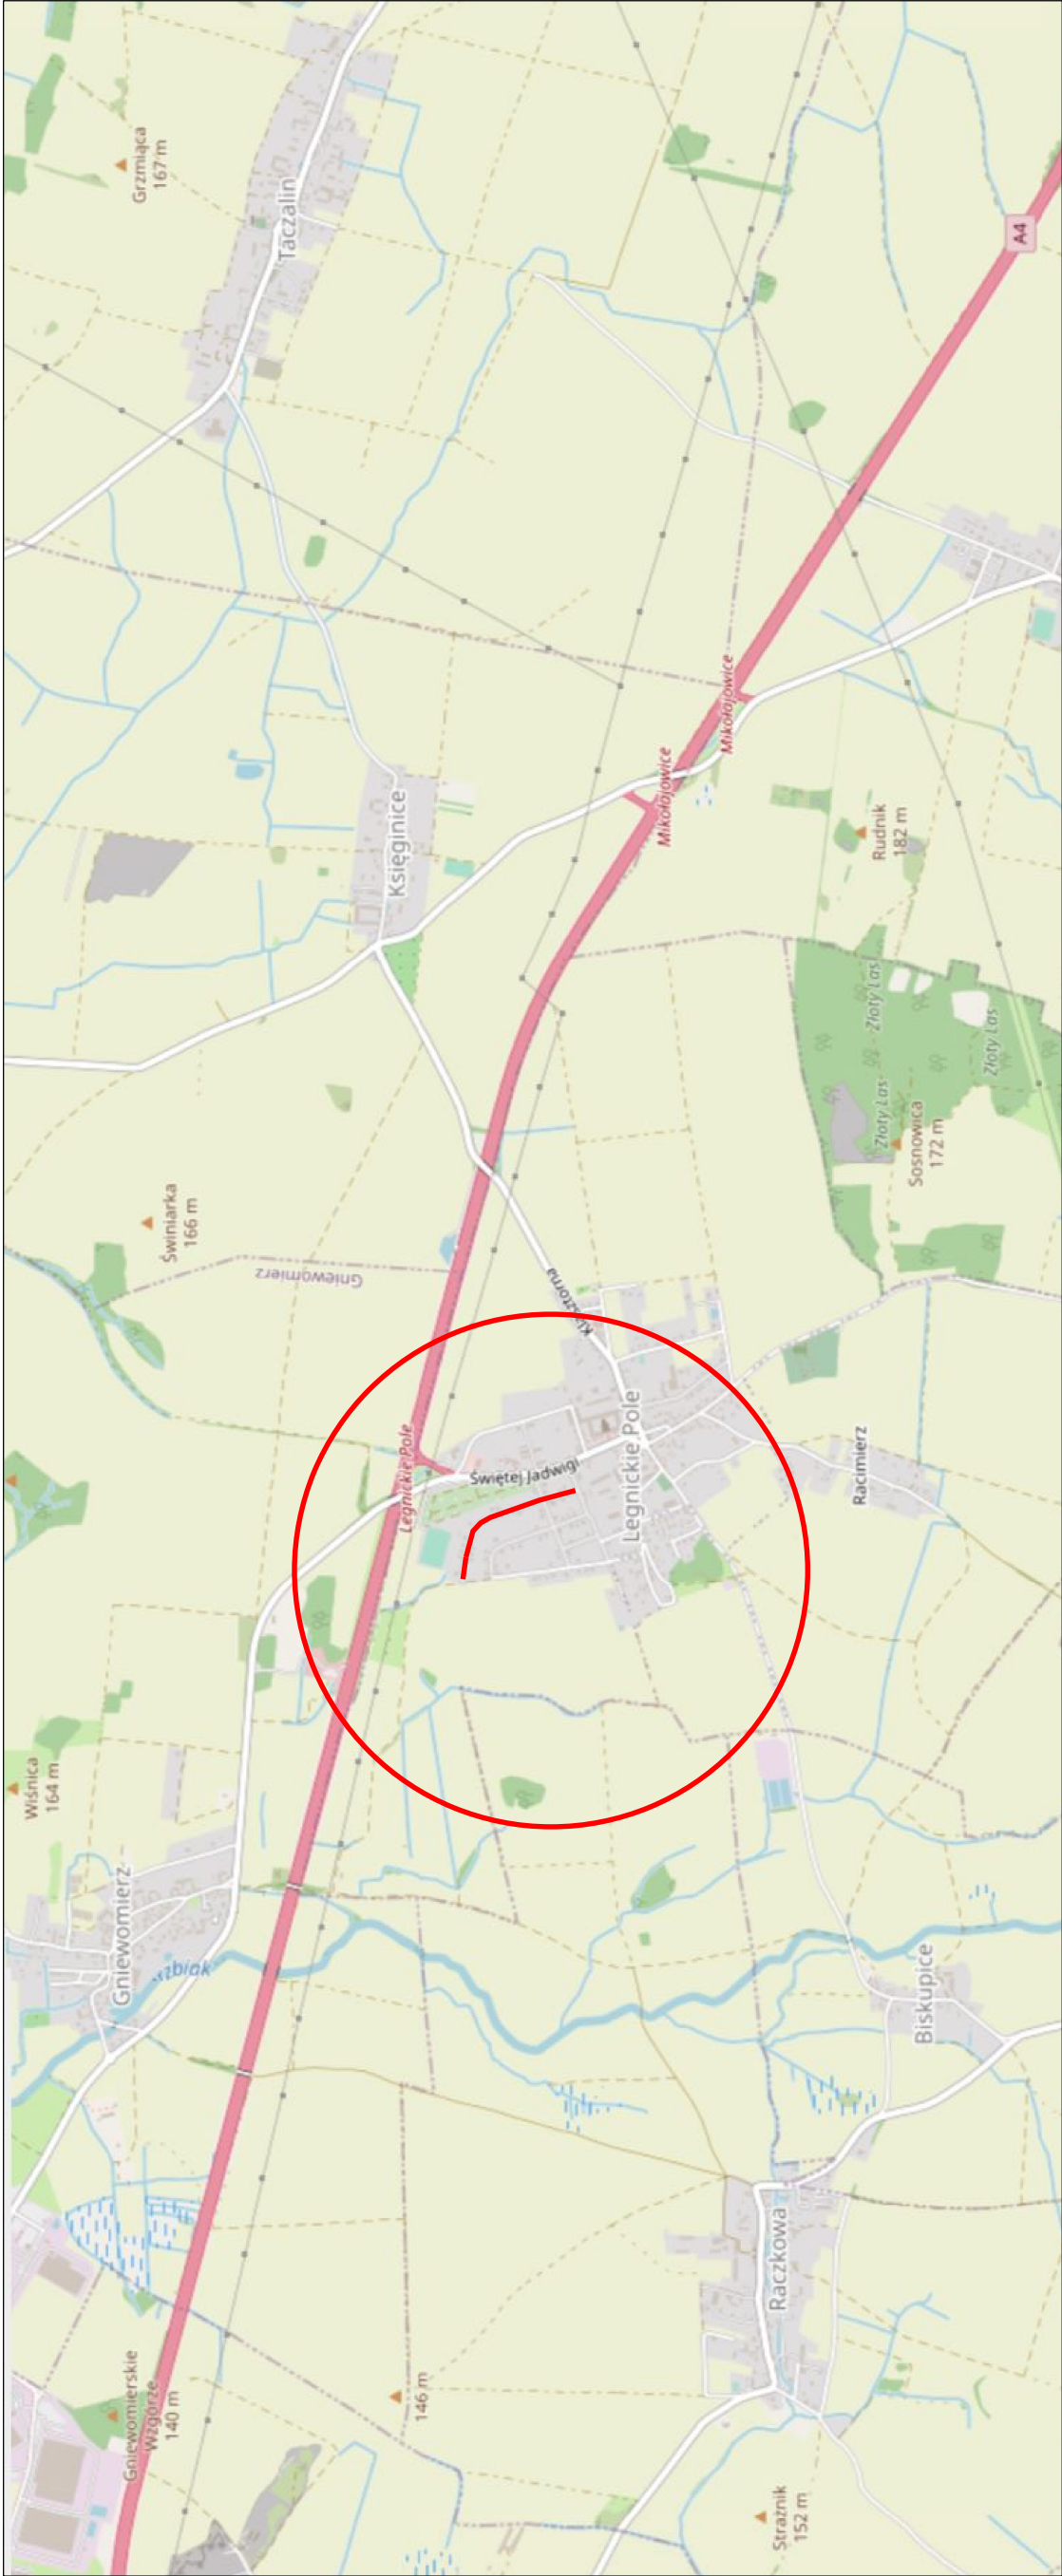 Wiśnica
164 m
Gniewomierz
Gniewomierskie
Wzgórze
140 m
Grzmiąca
167 m
Świniarka
166 m
zbiak
Taczalin
Gniewomierz
Księginice
Legnickie Pole
146 m
Świętej Jadwigi
Klasztorna
Legnickie Pole
Mikołajowice
Mikołajowice
Raczkowa
Strażnik
152 m
Racimierz
Złoty Las
Złoty Las
Rudnik
182 m
Sosnowica
172 m
Biskupice
Złoty Las
A4